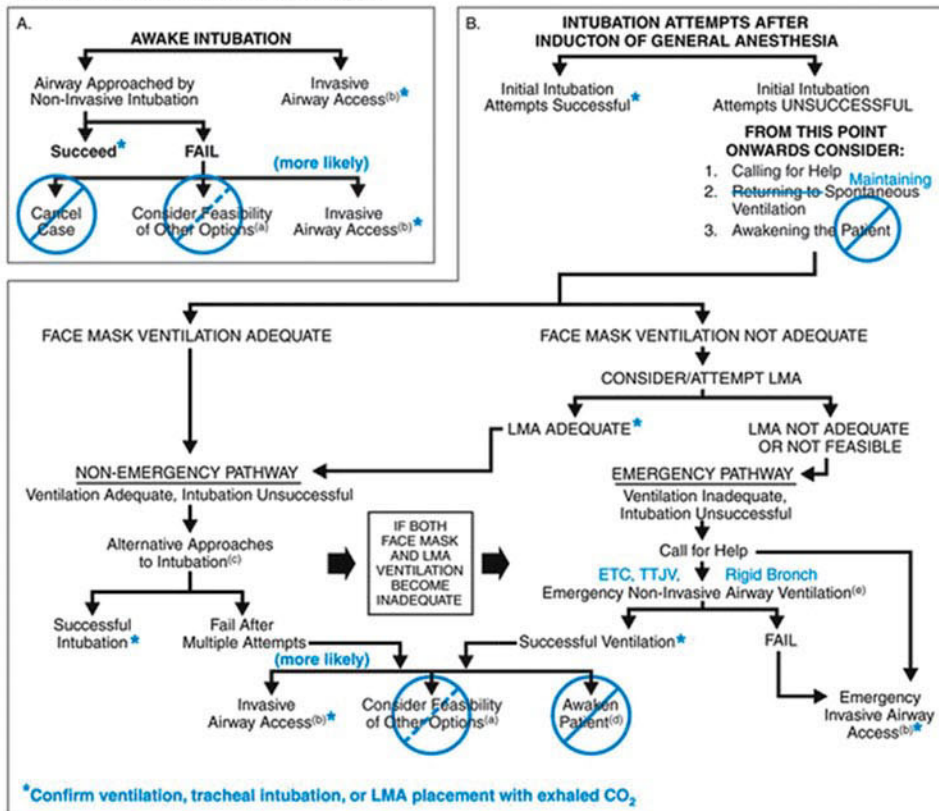 A.
AWAKE INTUBATION
Airway Approached by
Non-Invasive Intubation
Invasive
Airway Access(b)*
Succeed*
FAIL
(more likely)
Cancel
Case
Consider Feasibility
of Other Options(a)
Invasive
Airway Access(b)*
B.
INTUBATION ATTEMPTS AFTER
INDUCTON OF GENERAL ANESTHESIA
Initial Intubation
Attempts Successful*
Initial Intubation
Attempts UNSUCCESSFUL
FROM THIS POINT
ONWARDS CONSIDER:
1. Calling for Help
Maintaining
2. Returning to Spontaneous
Ventilation
3. Awakening the Patient
FACE MASK VENTILATION ADEQUATE
FACE MASK VENTILATION NOT ADEQUATE
CONSIDER/ATTEMPT LMA
LMA ADEQUATE*
LMA NOT ADEQUATE
OR NOT FEASIBLE
NON-EMERGENCY PATHWAY
Ventilation Adequate, Intubation Unsuccessful
EMERGENCY PATHWAY
Ventilation Inadequate,
Intubation Unsuccessful
Alternative Approaches
to Intubation(c)
IF BOTH
FACE MASK
AND LMA
VENTILATION
BECOME
INADEQUATE
Call for Help
ETC, TTJV, Rigid Bronch
Emergency Non-Invasive Airway Ventilation(e)
Successful
Intubation*
Fail After
Multiple Attempts
Successful Ventilation*
FAIL
(more likely)
Invasive
Airway Access(b)*
Consider Feasibility
of Other Options(a)
Awaken
Patient(d)
Emergency
Invasive Airway
Access(b)*
*Confirm ventilation, tracheal intubation, or LMA placement with exhaled CO2